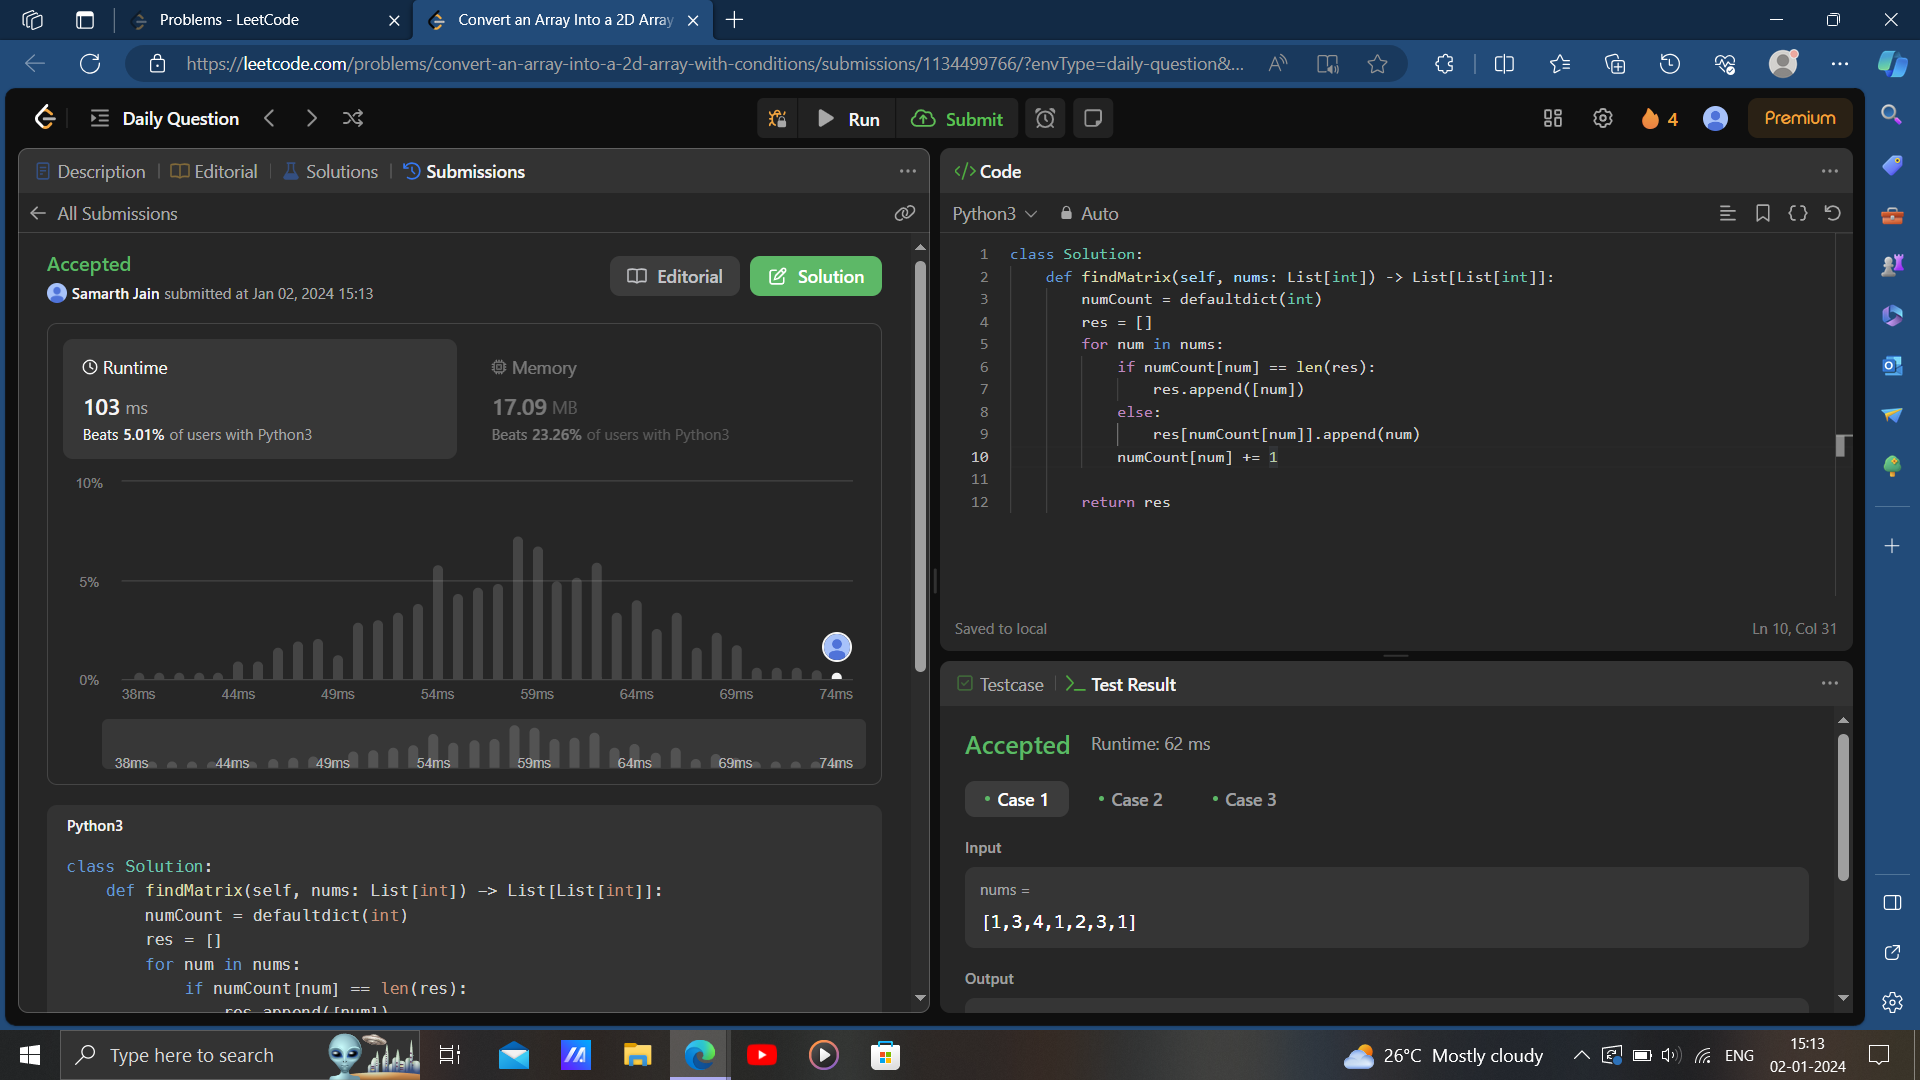 Problems - LeetCode
Convert an Array Into a 2D Array
https://leetcode.com/problems/convert-an-array-into-a-2d-array-with-conditions/submissions/1134499766/?envType=daily-question&...
Daily Question
Run
Submit
4
Premium
Description
Editorial
Solutions
Submissions
All Submissions
Accepted
Samarth Jain submitted at Jan 02, 2024 15:13
Editorial
Solution
Runtime
103 ms
Beats 5.01% of users with Python3
Memory
17.09 MB
Beats 23.26% of users with Python3
10%
5%
0%
38ms 44ms 49ms 54ms 59ms 64ms 69ms 74ms
38ms 44ms 49ms 54ms 59ms 64ms 69ms 74ms
Python3
class Solution:
    def findMatrix(self, nums: List[int]) -> List[List[int]]:
        numCount = defaultdict(int)
        res = []
        for num in nums:
            if numCount[num] == len(res):
                res.append([num])
</> Code
Python3
Auto
1 class Solution:
2     def findMatrix(self, nums: List[int]) -> List[List[int]]:
3         numCount = defaultdict(int)
4         res = []
5         for num in nums:
6             if numCount[num] == len(res):
7                 res.append([num])
8             else:
9                 res[numCount[num]].append(num)
10             numCount[num] += 1
11
12         return res
Saved to local
Ln 10, Col 31
Testcase
Test Result
Accepted
Runtime: 62 ms
Case 1
Case 2
Case 3
Input
nums =
[1,3,4,1,2,3,1]
Output
Type here to search
26°C Mostly cloudy
ENG
15:13
02-01-2024